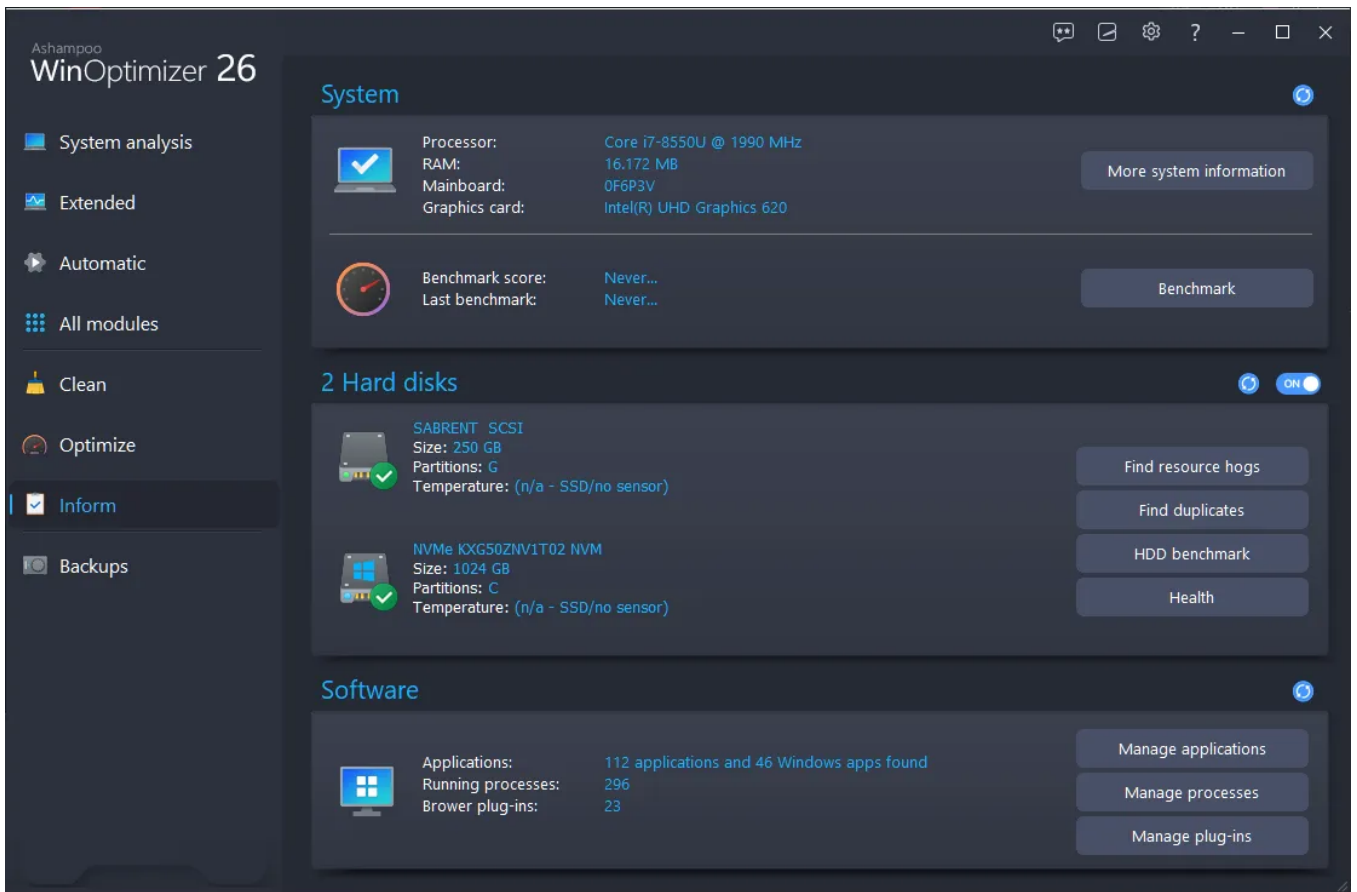 Ashampoo
WinOptimizer 26
System analysis
Extended
Automatic
All modules
Clean
Optimize
Inform
Backups
?
System
Processor: Core i7-8550U @ 1990 MHz
RAM: 16.172 MB
Mainboard: 0F6P3V
Graphics card: Intel(R) UHD Graphics 620
More system information
Benchmark score: Never...
Last benchmark: Never...
Benchmark
2 Hard disks
ON
SABRENT SCSI
Size: 250 GB
Partitions: G
Temperature: (n/a - SSD/no sensor)
NVMe KXG50ZNV1T02 NVM
Size: 1024 GB
Partitions: C
Temperature: (n/a - SSD/no sensor)
Find resource hogs
Find duplicates
HDD benchmark
Health
Software
Applications: 112 applications and 46 Windows apps found
Running processes: 296
Brower plug-ins: 23
Manage applications
Manage processes
Manage plug-ins